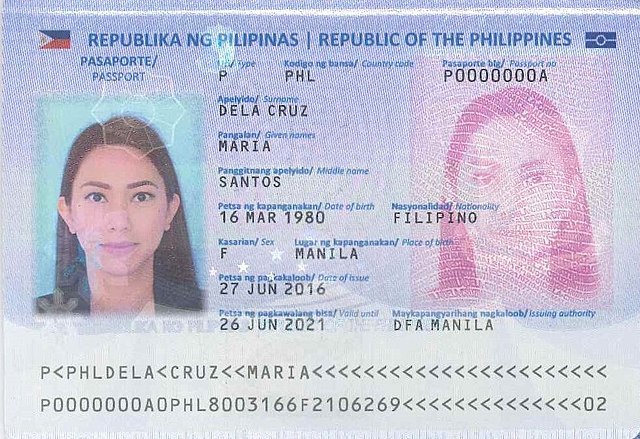 REPUBLIKA NG PILIPINAS | REPUBLIC OF THE PHILIPPINES
PASAPORTE/
PASSPORT
Type
Kodigo ng bansa/ Country code
Pasaporte blg/ Passport no
P
PHL
P0000000A
Apelyido/ Surname
DELA CRUZ
Pangalan/ Given names
MARIA
Panggitnang apelyido/ Middle name
SANTOS
Petsa ng kapanganakan/ Date of birth
Nasyonalidad/ Nationality
16 MAR 1980
FILIPINO
Kasarian/ Sex
Lugar ng kapanganakan/ Place of birth
F
MANILA
Petsa ng pagkakaloob/ Date of issue
27 JUN 2016
Petsa ng pagkawalang bisa/ Valid until
Maykapangyarihang nagkaloob/ Issuing authority
26 JUN 2021
DFA MANILA
P<PHLDELA<CRUZ<<MARIA<<<<<<<<<<<<<<<<<<<<<<<
P0000000A0PHL8003166F2106269<<<<<<<<<<<<<<02